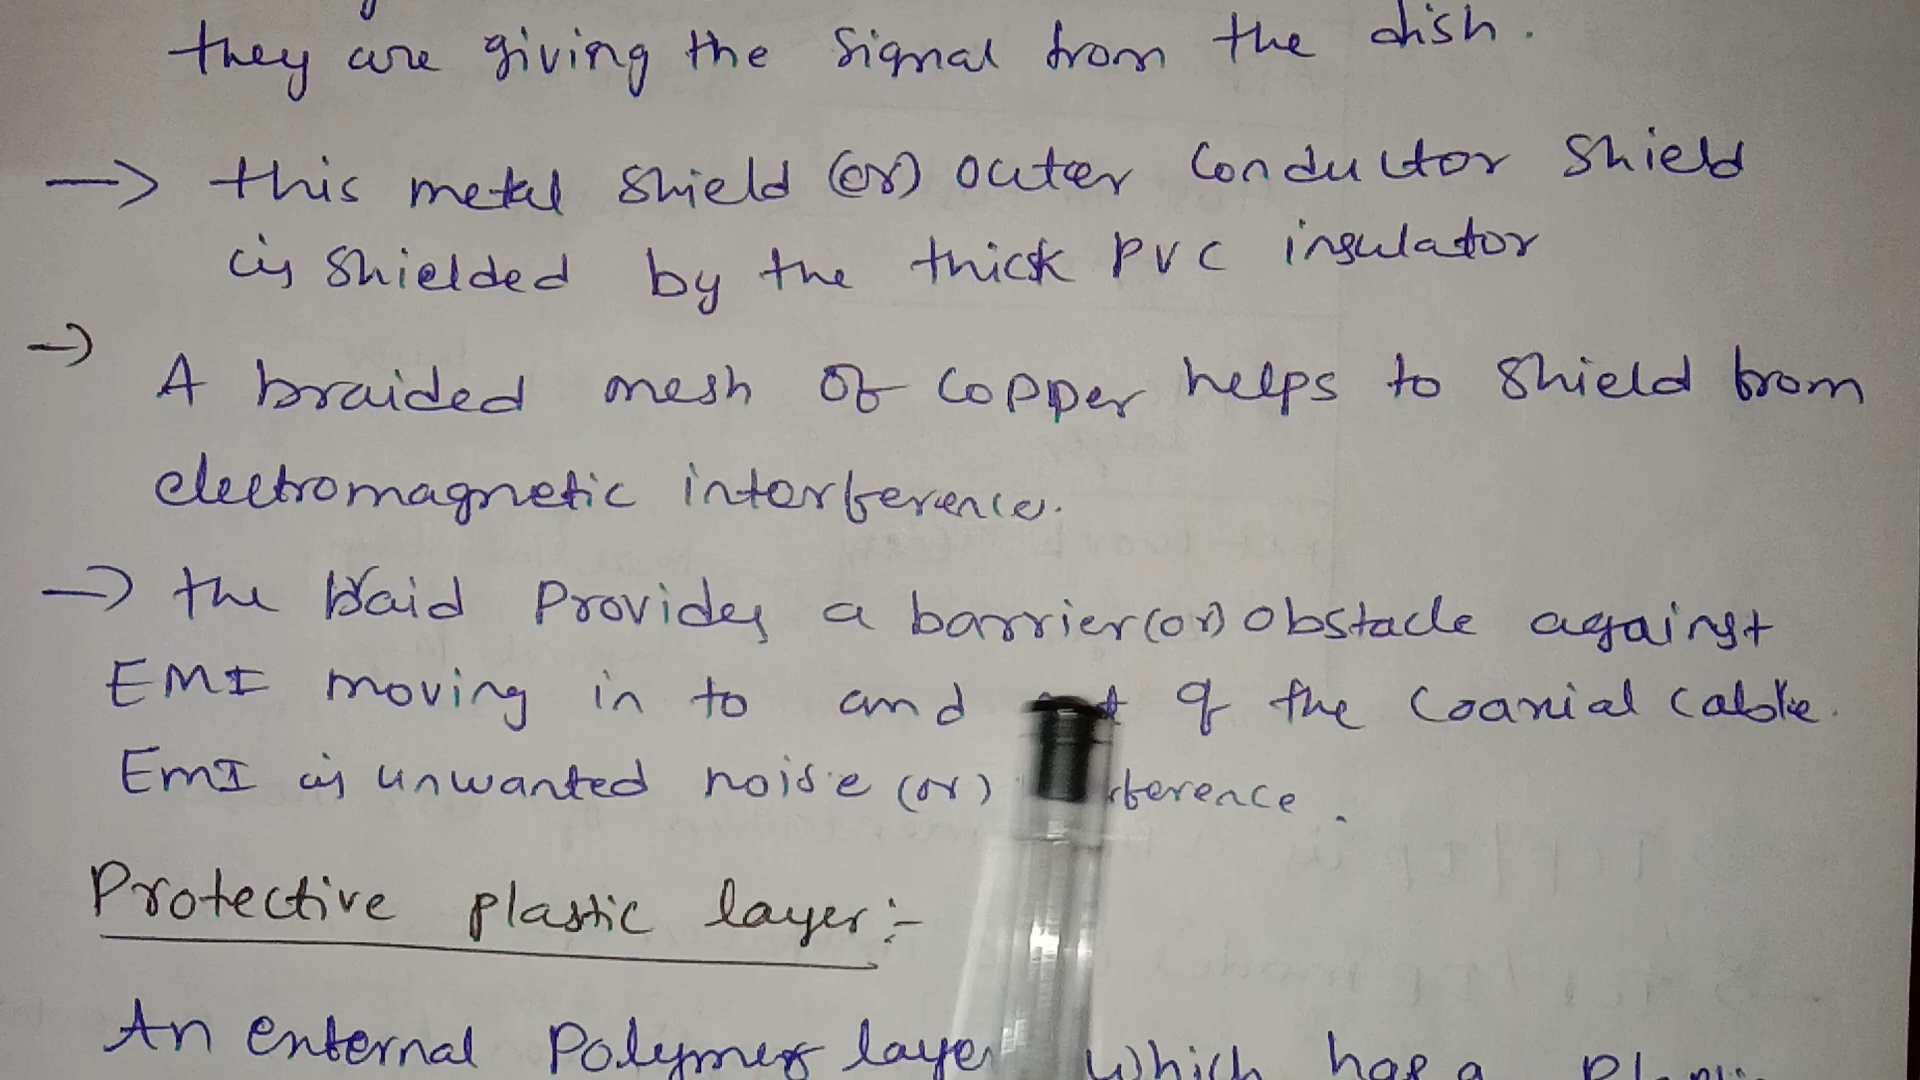 they are giving the signal from the dish.
→ this metal shield (or) outer conductor shield
is shielded by the thick PVC insulator
→ A braided mesh of copper helps to shield from
electromagnetic interference.
→ the braid provides a barrier (or) obstacle against
EMI moving in to and of the coaxial cable.
EMI is unwanted noise (or)
Protective plastic layer:-
An external Polymer layer which has a